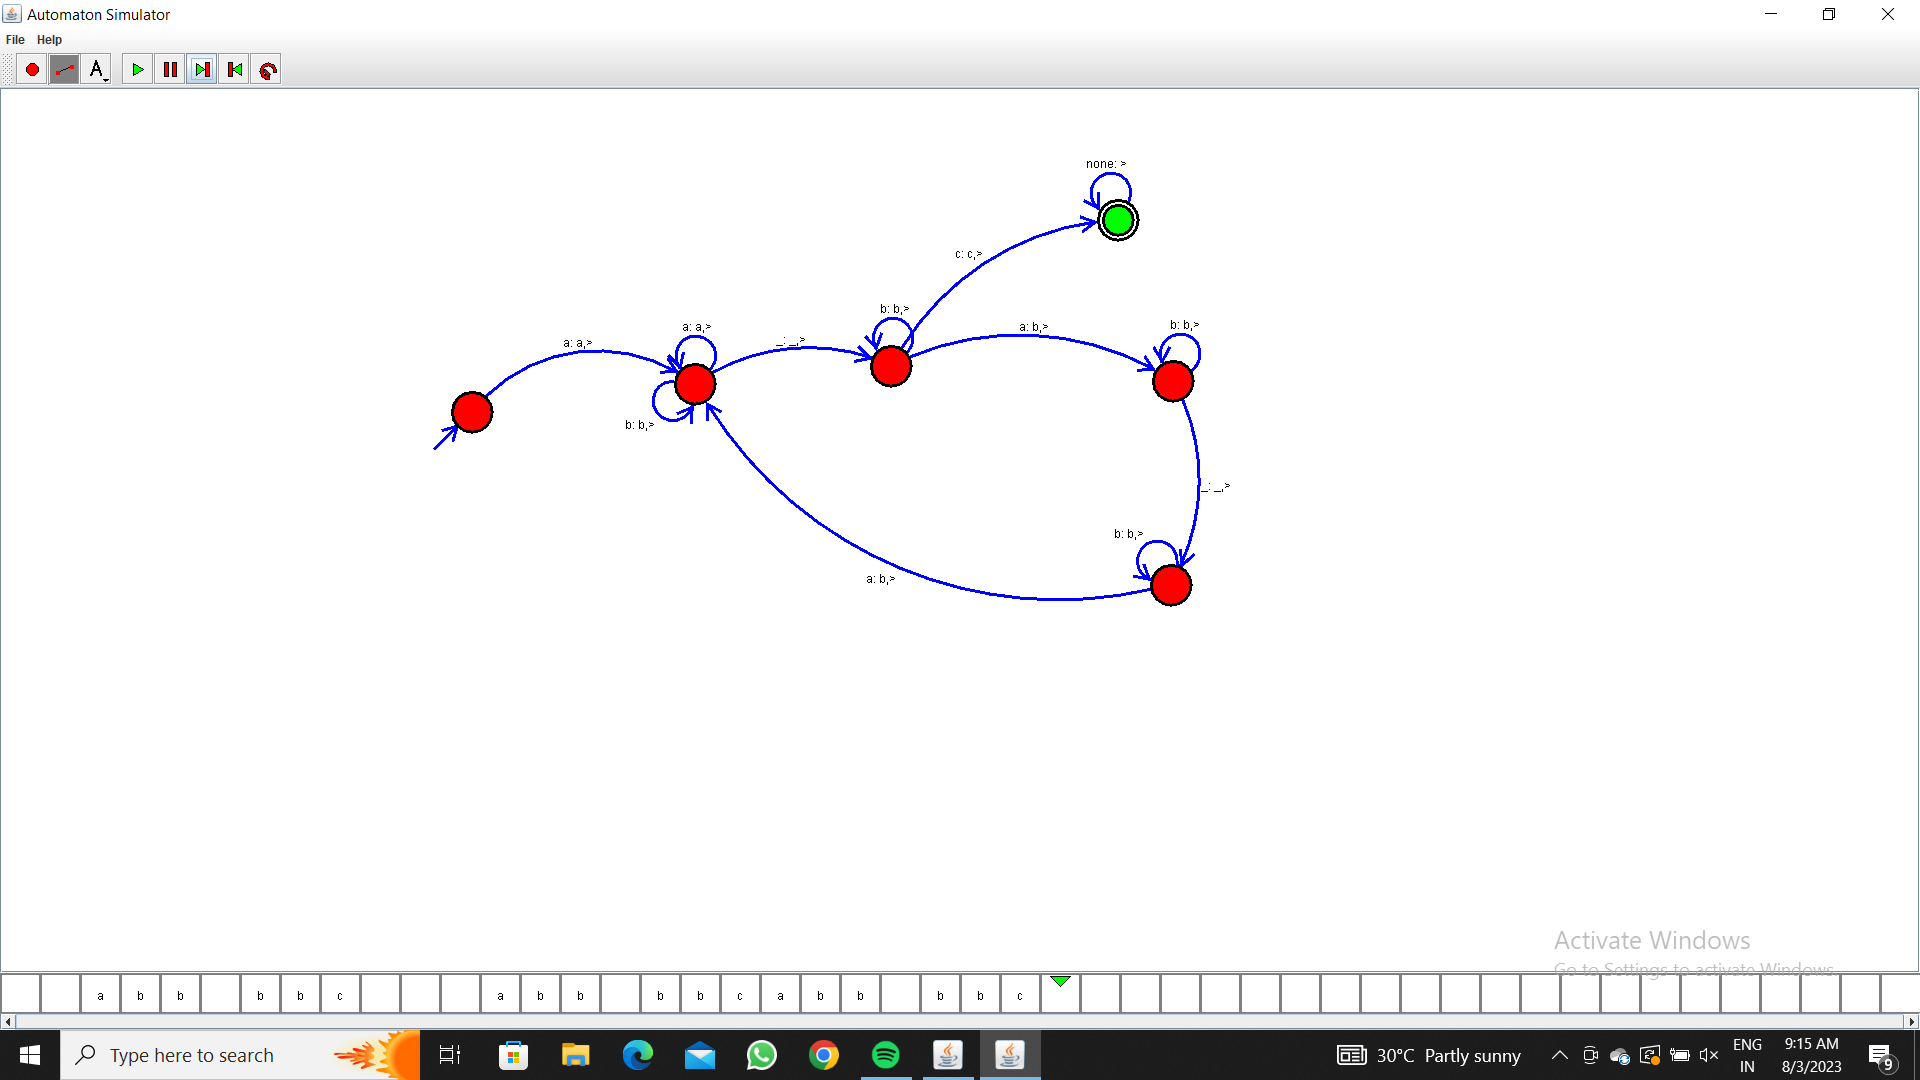 Automaton Simulator
File Help
A
none: >
c: c,>
b: b,>
a: a,>
a: b,>
b: b,>
a: a,>
_: _,>
b: b,>
_: _,>
b: b,>
a: b,>
Activate Windows
Go to Settings to activate Windows.
a b b b b c a b b b b c a b b b b c
Type here to search
30°C Partly sunny
ENG
IN
9:15 AM
8/3/2023
9